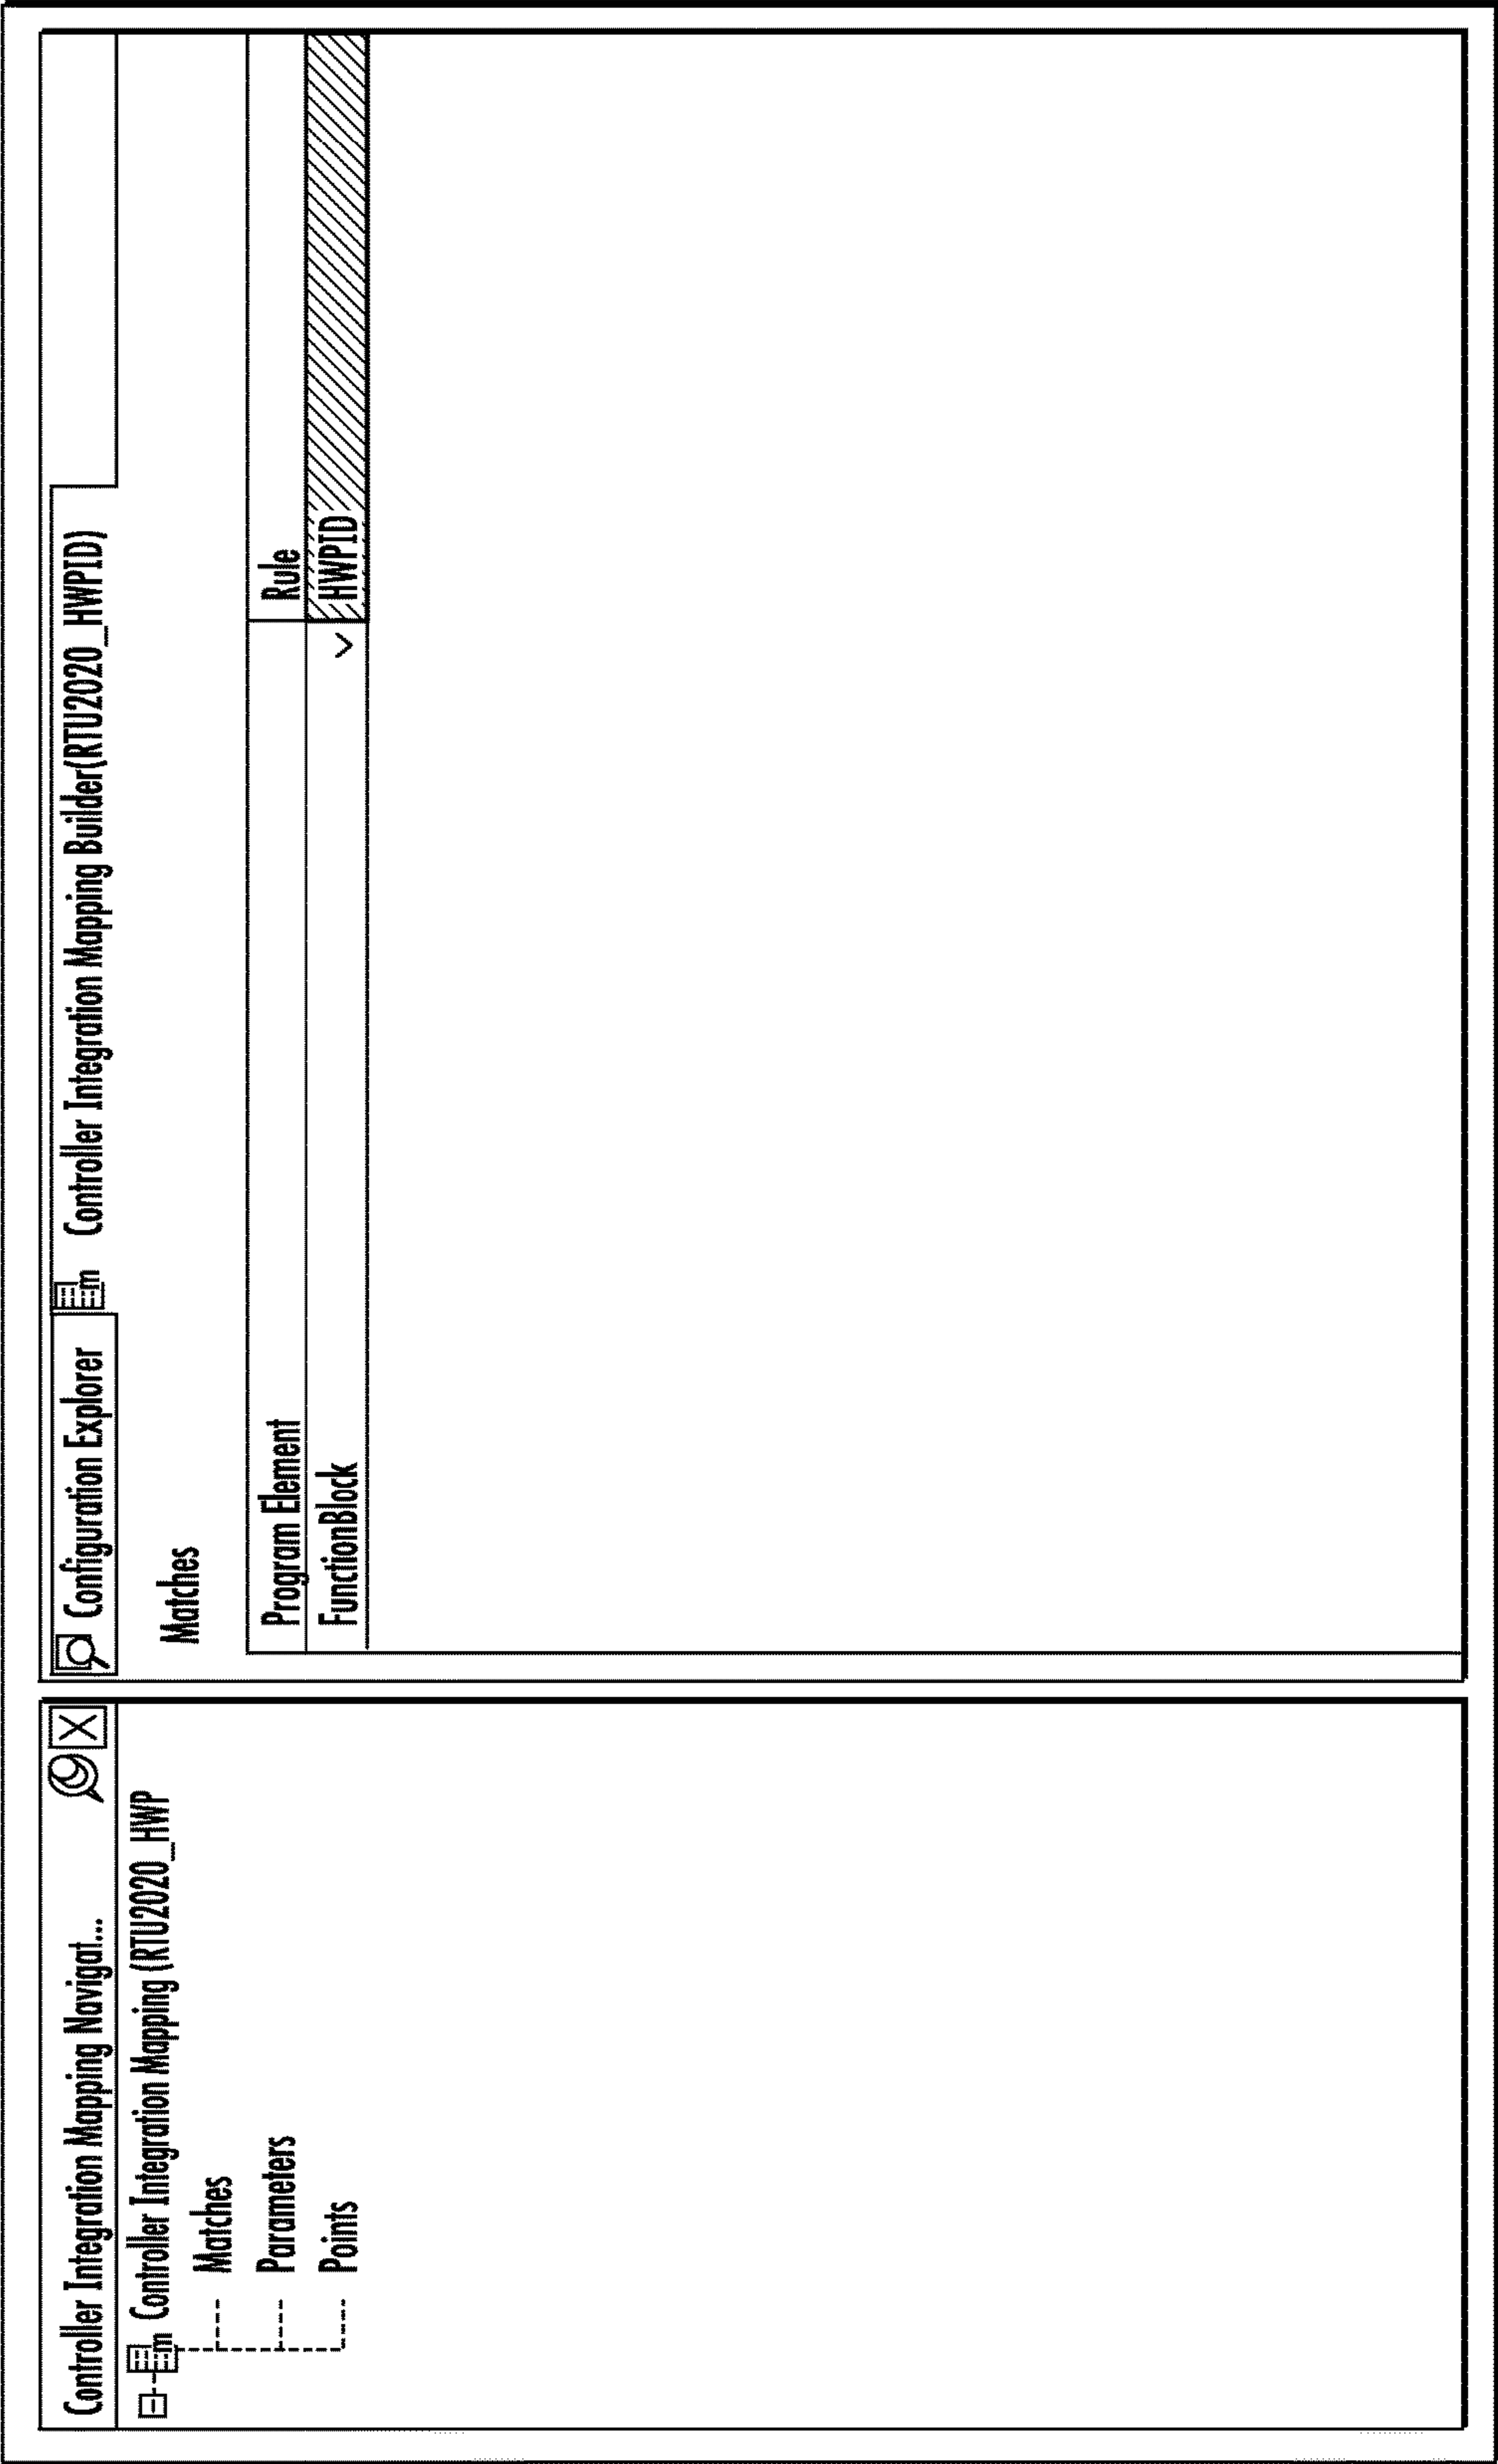 Controller Integration Mapping Navigat...
Controller Integration Mapping (RTU2020_HWP
Matches
Parameters
Points
Configuration Explorer
Controller Integration Mapping Builder(RTU2020_HWPID)
Matches
Program Element Rule
FunctionBlock HWPID